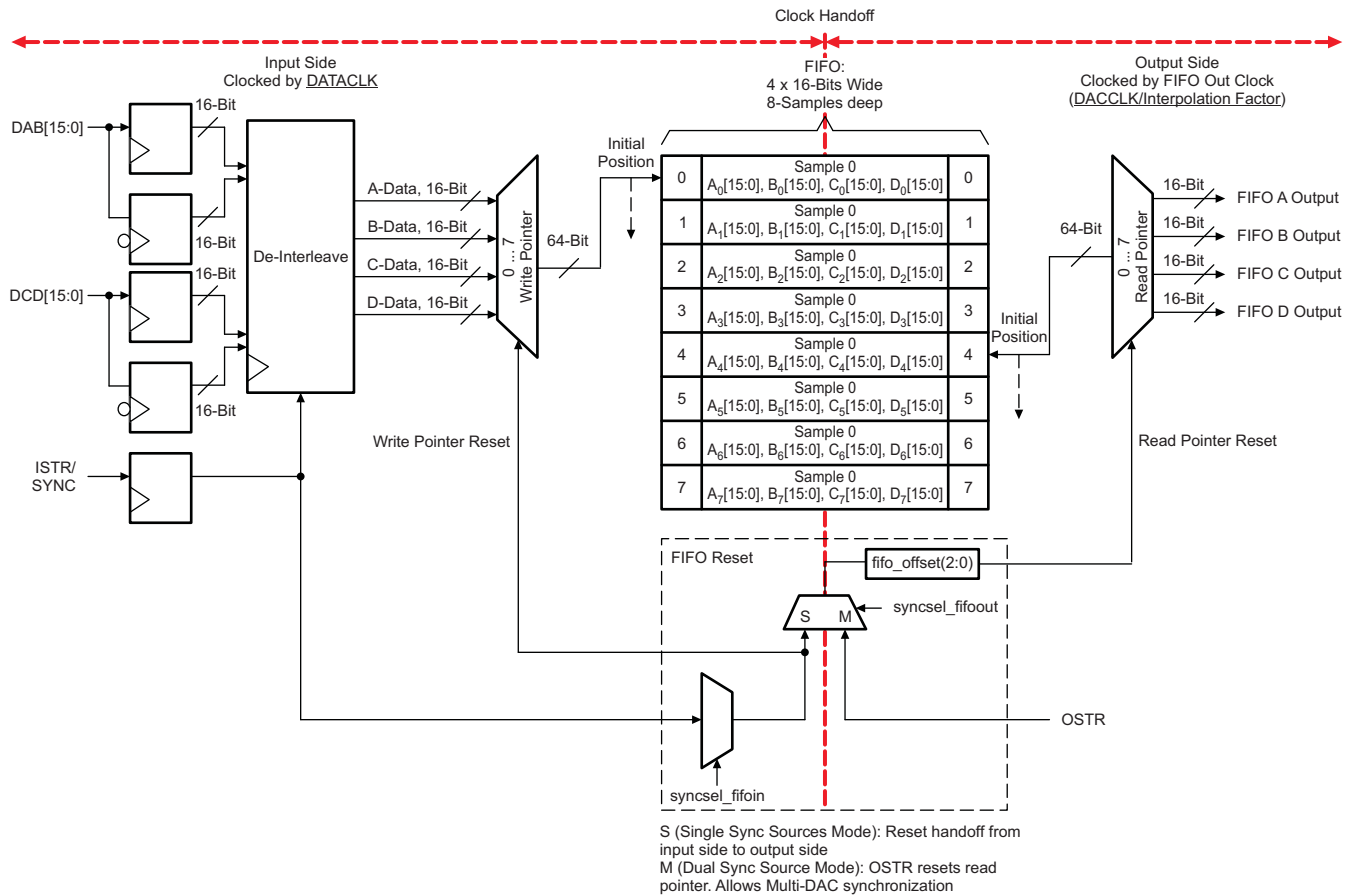 Clock Handoff
Input Side
Clocked by DATACLK
FIFO:
4 x 16-Bits Wide
8-Samples deep
Output Side
Clocked by FIFO Out Clock
(DACCLK/Interpolation Factor)
DAB[15:0]
16-Bit
16-Bit
DCD[15:0]
16-Bit
16-Bit
De-Interleave
A-Data, 16-Bit
B-Data, 16-Bit
C-Data, 16-Bit
D-Data, 16-Bit
0 ... 7
Write Pointer
64-Bit
Initial
Position
0
Sample 0
A0[15:0], B0[15:0], C0[15:0], D0[15:0]
0
1
Sample 0
A1[15:0], B1[15:0], C1[15:0], D1[15:0]
1
2
Sample 0
A2[15:0], B2[15:0], C2[15:0], D2[15:0]
2
3
Sample 0
A3[15:0], B3[15:0], C3[15:0], D3[15:0]
3
4
Sample 0
A4[15:0], B4[15:0], C4[15:0], D4[15:0]
4
5
Sample 0
A5[15:0], B5[15:0], C5[15:0], D5[15:0]
5
6
Sample 0
A6[15:0], B6[15:0], C6[15:0], D6[15:0]
6
7
Sample 0
A7[15:0], B7[15:0], C7[15:0], D7[15:0]
7
Initial
Position
64-Bit
0 ... 7
Read Pointer
16-Bit
FIFO A Output
16-Bit
FIFO B Output
16-Bit
FIFO C Output
16-Bit
FIFO D Output
Write Pointer Reset
Read Pointer Reset
ISTR/
SYNC
FIFO Reset
fifo_offset(2:0)
S
M
syncsel_fifoout
OSTR
syncsel_fifoin
S (Single Sync Sources Mode): Reset handoff from
input side to output side
M (Dual Sync Source Mode): OSTR resets read
pointer. Allows Multi-DAC synchronization